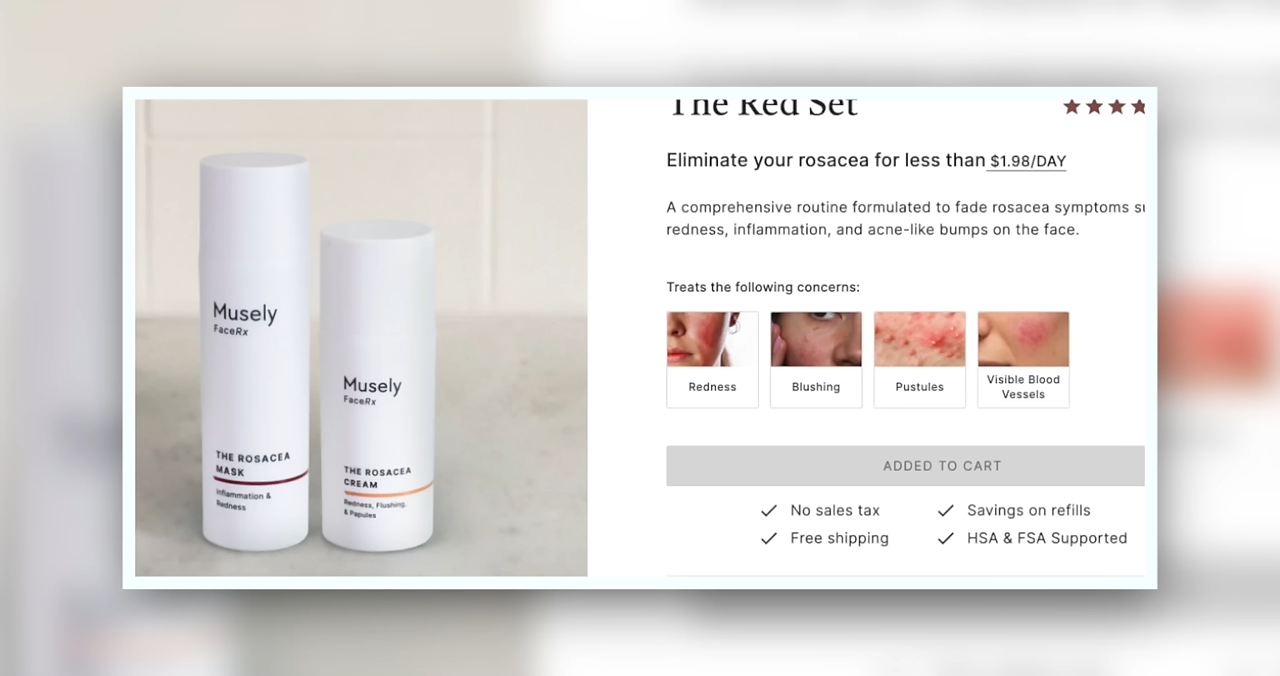 The Red Set
Eliminate your rosacea for less than $1.98/DAY
A comprehensive routine formulated to fade rosacea symptoms
redness, inflammation, and acne-like bumps on the face.
Treats the following concerns:
Redness
Blushing
Pustules
Visible Blood
Vessels
ADDED TO CART
No sales tax
Savings on refills
Free shipping
HSA & FSA Supported
Musely
FaceRx
THE ROSACEA
MASK
Inflammation &
Redness
Musely
FaceRx
THE ROSACEA
CREAM
Redness, Flushing,
& Papules